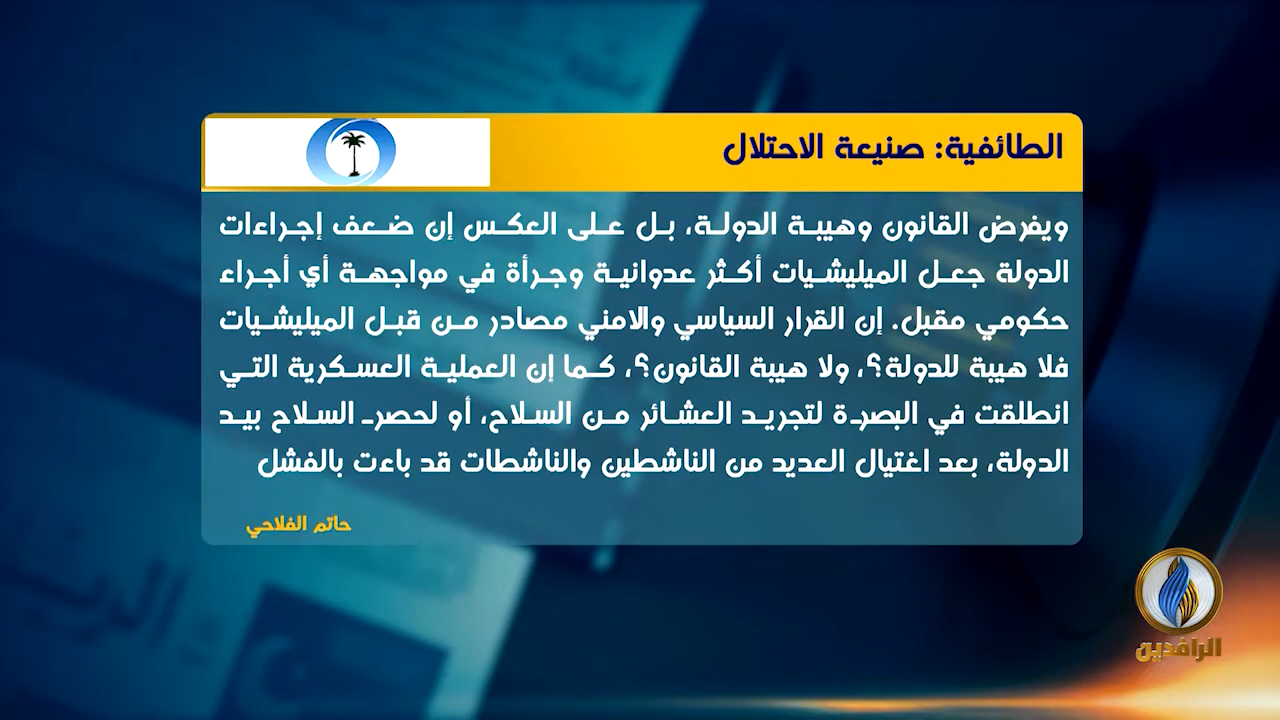 الطائفية: صنيعة الاحتلال
ويفرض القانون وهيبة الدولة، بل على العكس إن ضعف إجراءات
الدولة جعل الميليشيات أكثر عدوانية وجرأة في مواجهة أي أجراء
حكومي مقبل. إن القرار السياسي والامني مصادر من قبل الميليشيات
فلا هيبة للدولة؟، ولا هيبة القانون؟، كما إن العملية العسكرية التي
انطلقت في البصرة لتجريد العشائر من السلاح، أو لحصر السلاح بيد
الدولة، بعد اغتيال العديد من الناشطين والناشطات قد باءت بالفشل
حاتم الفلاحي
الرافدين